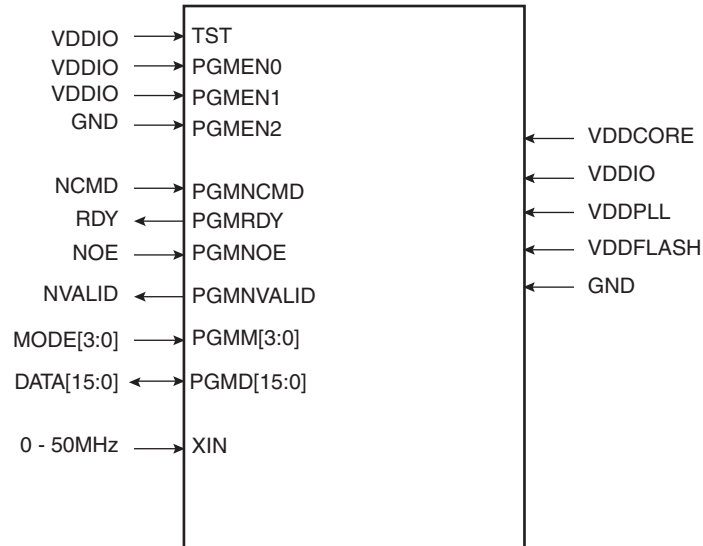 VDDIO TST
VDDIO PGMEN0
VDDIO PGMEN1
GND PGMEN2
VDDCORE
VDDIO
NCMD PGMNCMD
RDY PGMRDY
VDDPLL
NOE PGMNOE
VDDFLASH
NVALID PGMNVALID
GND
MODE[3:0] PGMM[3:0]
DATA[15:0] PGMD[15:0]
0 - 50MHz XIN